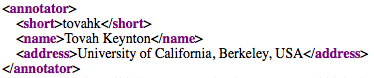 <annotator>
<short>tovahk</short>
<name>Tovah Keynton</name>
<address>University of California, Berkeley, USA</address>
</annotator>